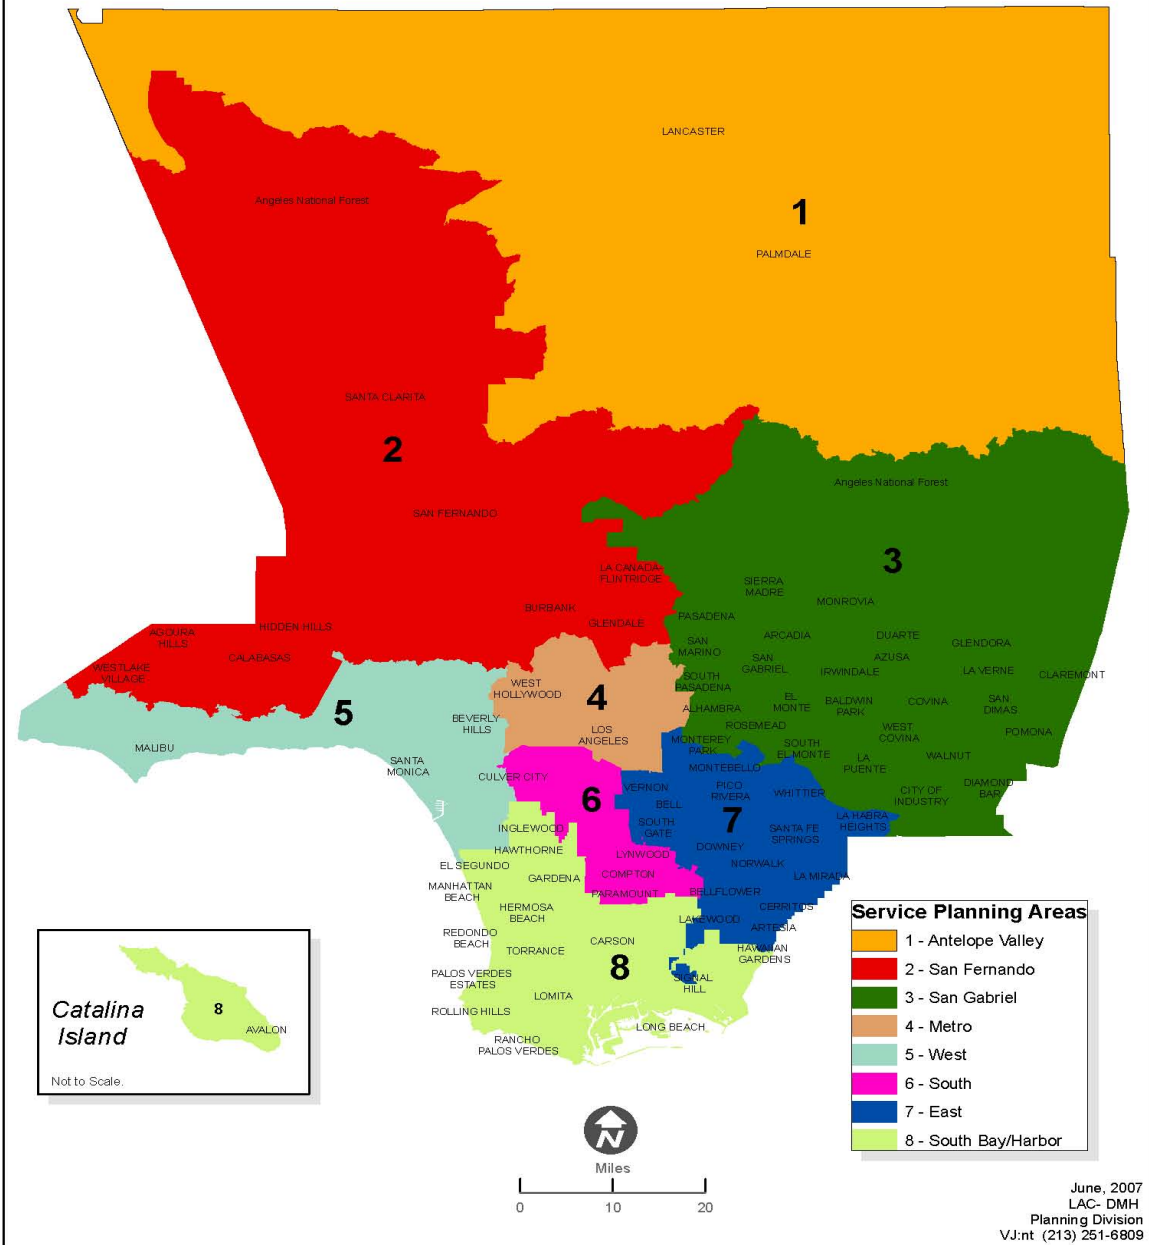 LANCASTER
Angeles National Forest
1
PALMDALE
SANTA CLARITA
2
Angeles National Forest
SAN FERNANDO
3
LA CANADA-
FLINTRIDGE
SIERRA
MADRE
MONROVIA
BURBANK
PASADENA
GLENDALE
HIDDEN HILLS
AGOURA
HILLS
ARCADIA
DUARTE
GLENDORA
SAN
MARINO
CALABASAS
SAN
GABRIEL
AZUSA
WESTLAKE
VILLAGE
IRWINDALE
LA VERNE
CLAREMONT
SOUTH
PASADENA
WEST
HOLLYWOOD
4
EL
MONTE
BALDWIN
PARK
COVINA
SAN
DIMAS
5
ALHAMBRA
BEVERLY
HILLS
ROSEMEAD
LOS
ANGELES
WEST
COVINA
POMONA
MALIBU
MONTEREY
PARK
SOUTH
EL MONTE
WALNUT
SANTA
MONICA
LA
PUENTE
MONTEBELLO
CULVER CITY
VERNON
PICO
RIVERA
WHITTIER
DIAMOND
BAR
CITY OF
INDUSTRY
6
BELL
7
LA HABRA
HEIGHTS
INGLEWOOD
SOUTH
GATE
SANTA FE
SPRINGS
HAWTHORNE
LYNWOOD
DOWNEY
EL SEGUNDO
NORWALK
GARDENA
COMPTON
LA MIRADA
MANHATTAN
BEACH
PARAMOUNT
BELLFLOWER
HERMOSA
BEACH
CERRITOS
LAKEWOOD
ARTESIA
REDONDO
BEACH
TORRANCE
CARSON
HAWAIIAN
GARDENS
8
PALOS VERDES
ESTATES
SIGNAL
HILL
LOMITA
ROLLING HILLS
LONG BEACH
RANCHO
PALOS VERDES
Catalina
Island
8
AVALON
Not to Scale.
Service Planning Areas
1 - Antelope Valley
2 - San Fernando
3 - San Gabriel
4 - Metro
5 - West
6 - South
7 - East
8 - South Bay/Harbor
N
Miles
0 10 20
June, 2007
LAC- DMH
Planning Division
VJ:nt (213) 251-6809